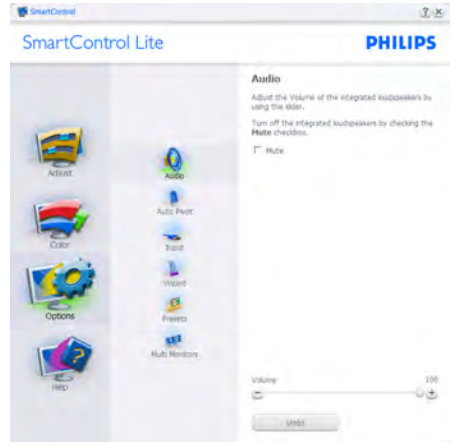 SmartControl
SmartControl Lite
PHILIPS
Adjust
Color
Options
Help
Audio
Auto Pivot
Input
Wizard
Presets
Multi Monitors
Audio
Adjust the Volume of the integrated loudspeakers by
using the slider.
Turn off the integrated loudspeakers by checking the
Mute checkbox.
Mute
Volume 100
Undo